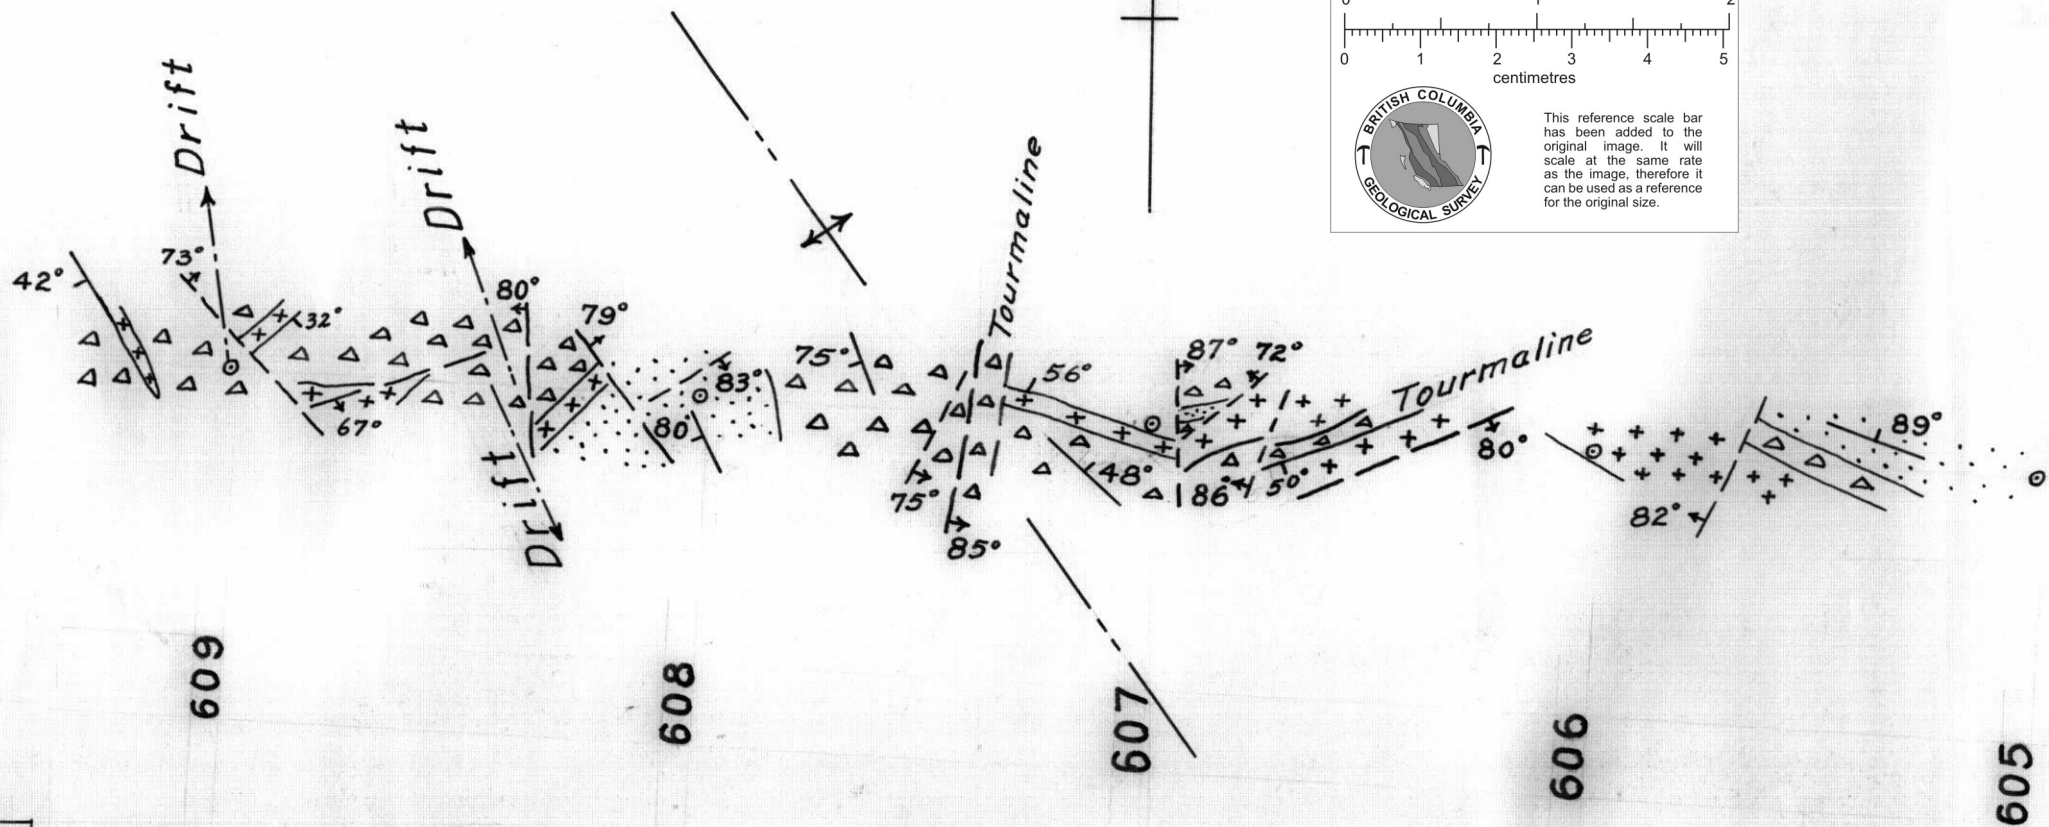 0 1 2
0 1 2 3 4 5
centimetres
BRITISH COLUMBIA
GEOLOGICAL SURVEY
This reference scale bar
has been added to the
original image. It will
scale at the same rate
as the image, therefore it
can be used as a reference
for the original size.
Drift
Drift
Tourmaline
73°
42°
32°
80°
79°
67°
83°
80
Drift
75°
56°
87° 72°
Tourmaline
48°
75°
85°
86° 50°
80°
89°
82°
609
608
607
606
605